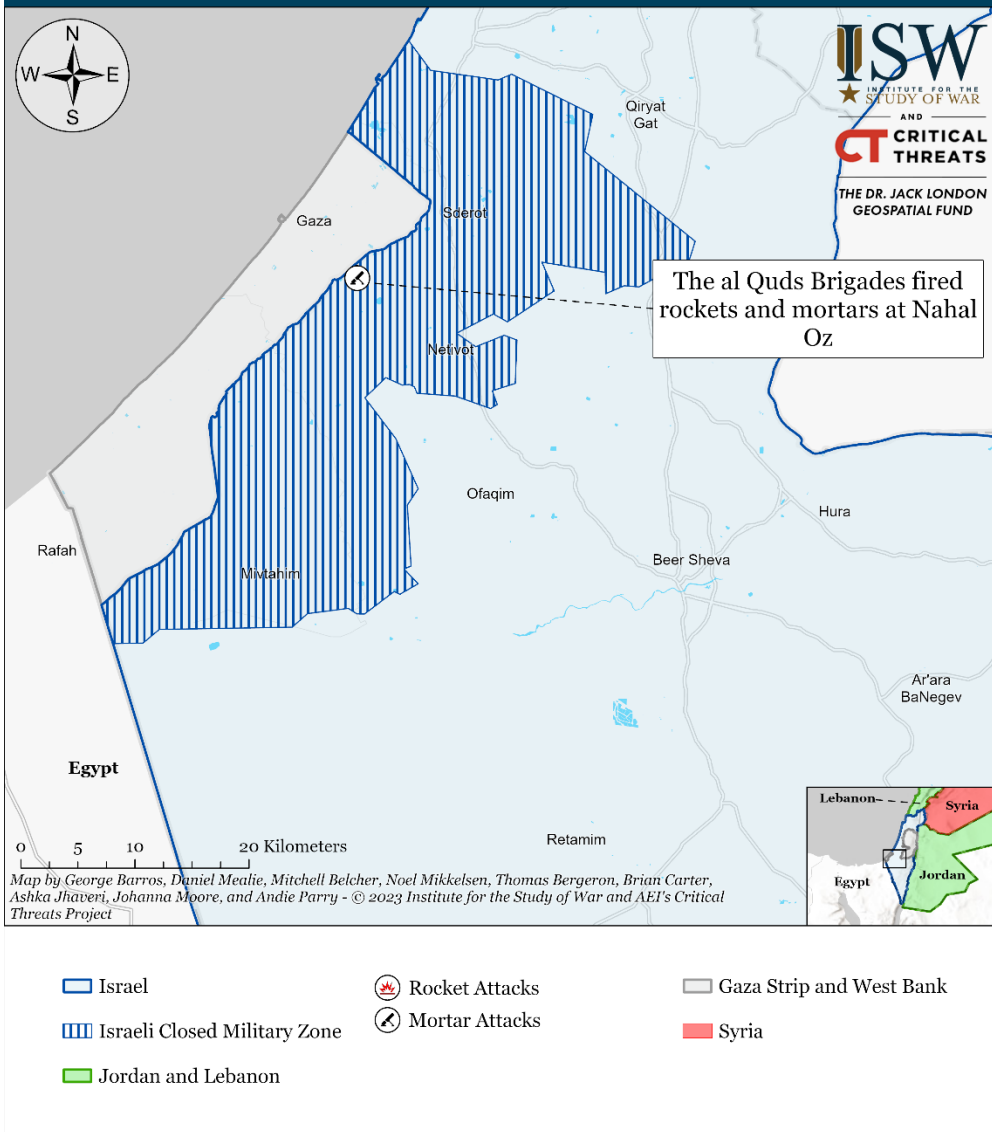 N
W
E
S
ISW
INSTITUTE FOR THE
STUDY OF WAR
AND
CT CRITICAL
THREATS
THE DR. JACK LONDON
GEOSPATIAL FUND
Qiryat
Gat
Gaza
Sderot
The al Quds Brigades fired
rockets and mortars at Nahal
Oz
Netivot
Ofaqim
Hura
Rafah
Beer Sheva
Mivtahim
Ar'ara
BaNegev
Egypt
Retamim
0 5 10 20 Kilometers
Map by George Barros, Daniel Mealie, Mitchell Belcher, Noel Mikkelsen, Thomas Bergeron, Brian Carter,
Ashka Jhaveri, Johanna Moore, and Andie Parry - © 2023 Institute for the Study of War and AEI's Critical
Threats Project
Lebanon
Syria
Egypt
Jordan
Israel
Rocket Attacks
Gaza Strip and West Bank
Mortar Attacks
Israeli Closed Military Zone
Syria
Jordan and Lebanon